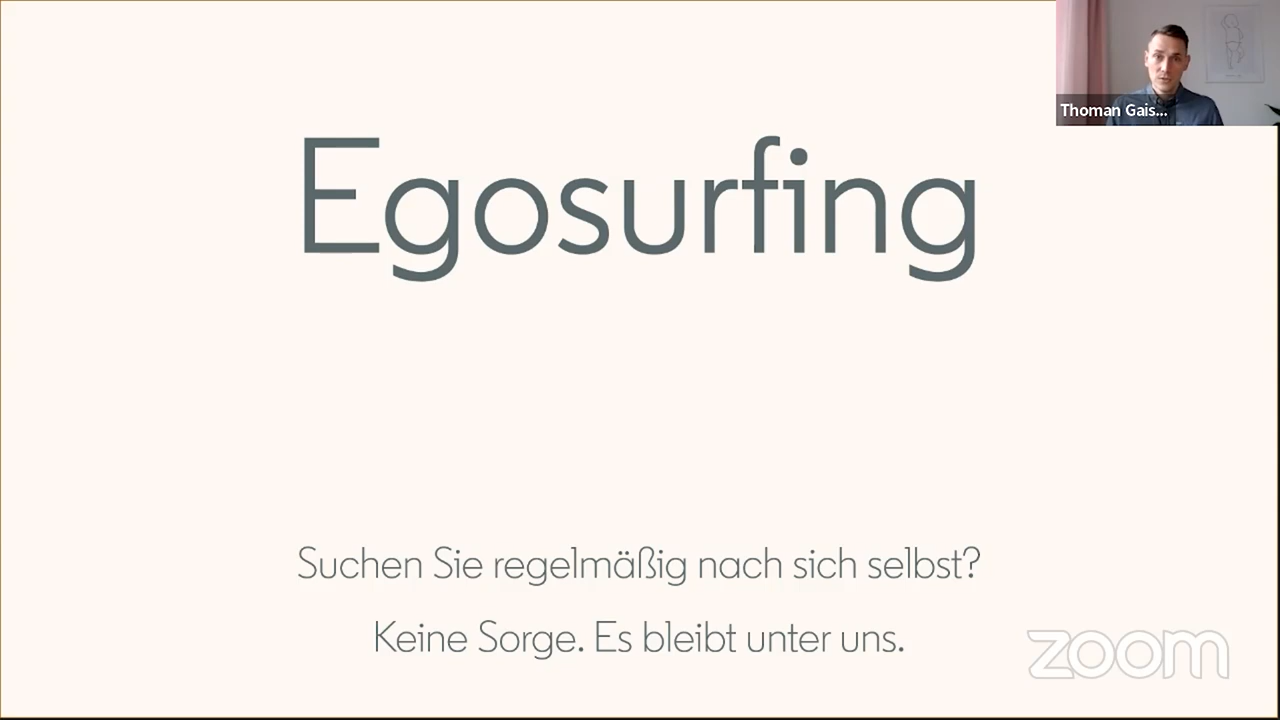 Thoman Gais...
Egosurfing
Suchen Sie regelmäßig nach sich selbst?
Keine Sorge. Es bleibt unter uns.
zoom